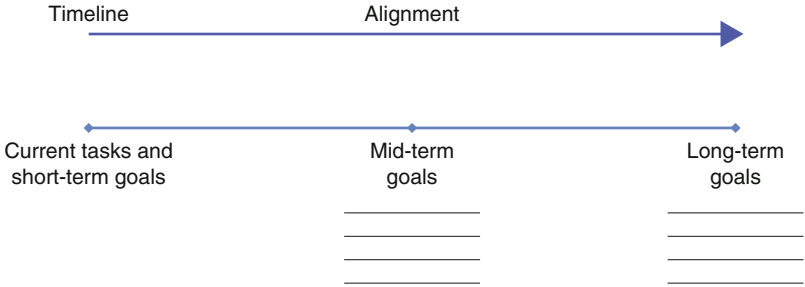 Timeline
Alignment
Current tasks and
short-term goals
Mid-term
goals
Long-term
goals